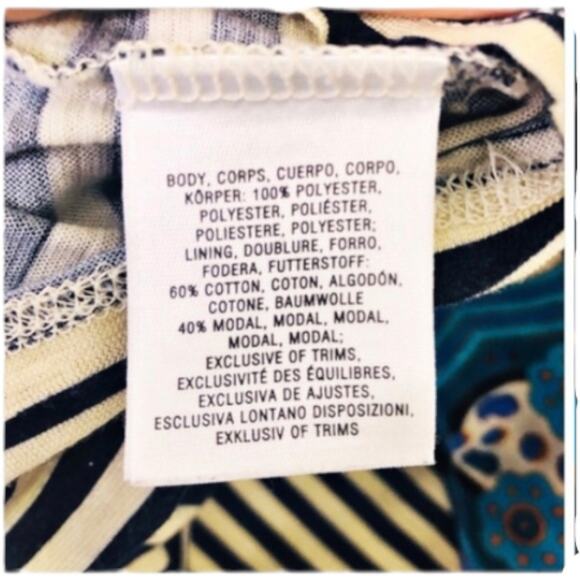 BODY, CORPS, CUERPO, CORPO,
KÖRPER: 100% POLYESTER,
POLYESTER, POLIÉSTER,
POLIESTERE, POLYESTER;
LINING, DOUBLURE, FORRO,
FODERA, FUTTERSTOFF:
60% COTTON, COTON, ALGODÓN,
COTONE, BAUMWOLLE
40% MODAL, MODAL, MODAL,
MODAL, MODAL;
EXCLUSIVE OF TRIMS,
EXCLUSIVITÉ DES ÉQUILIBRES,
EXCLUSIVA DE AJUSTES,
ESCLUSIVA LONTANO DISPOSIZIONI,
EXKLUSIV OF TRIMS